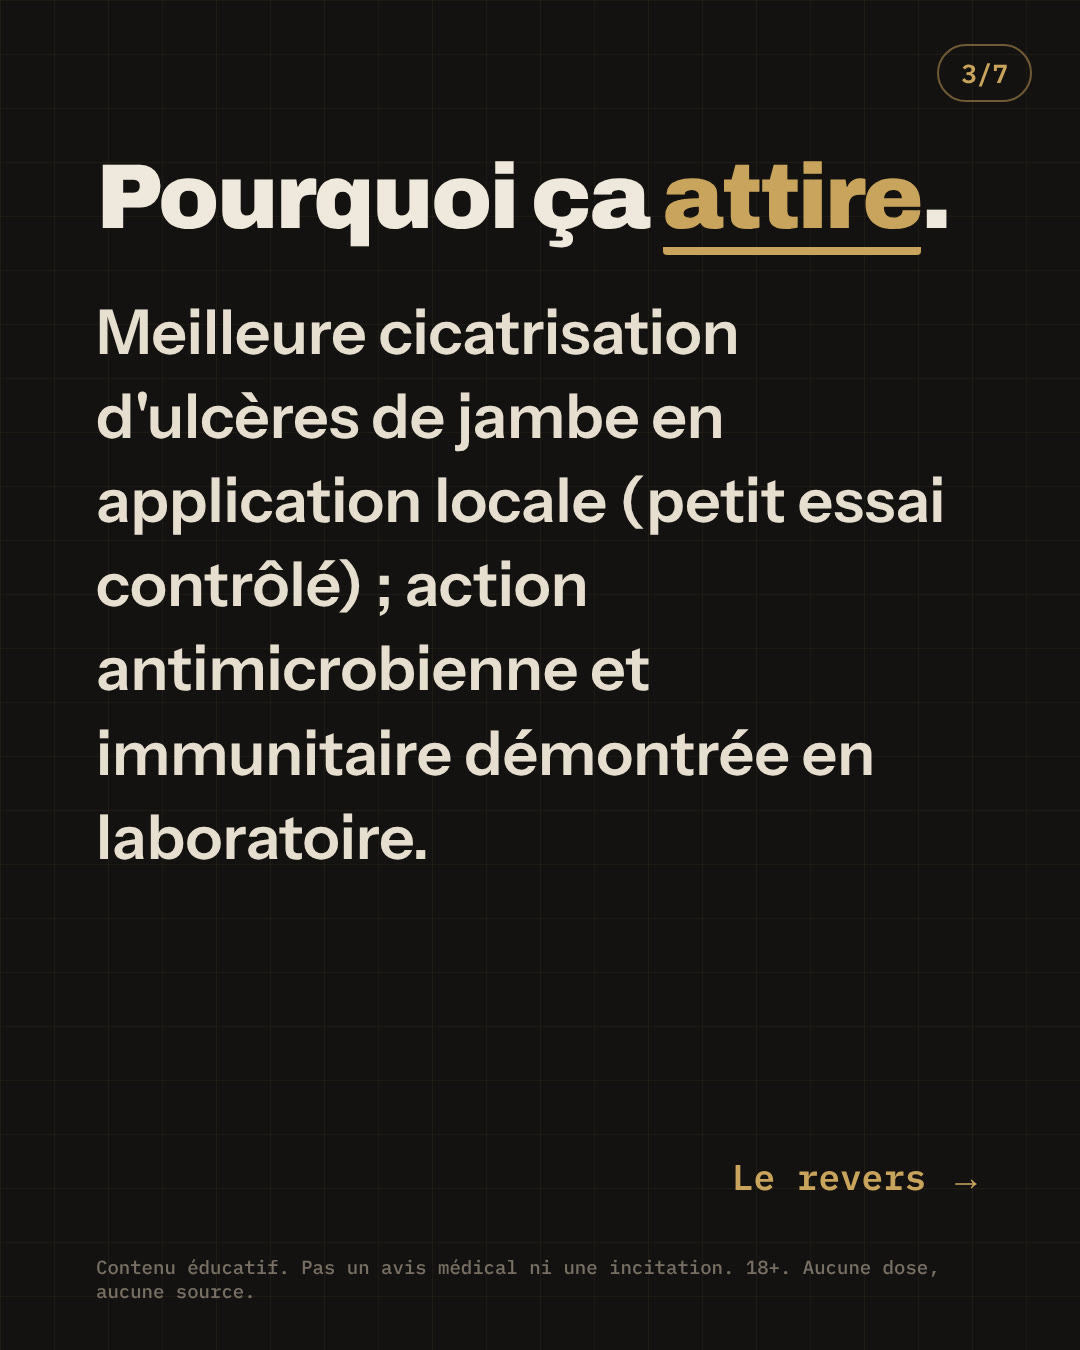 3/7
Pourquoi ça attire.
Meilleure cicatrisation
d'ulcères de jambe en
application locale (petit essai
contrôlé) ; action
antimicrobienne et
immunitaire démontrée en
laboratoire.
Le revers →
Contenu éducatif. Pas un avis médical ni une incitation. 18+. Aucune dose,
aucune source.